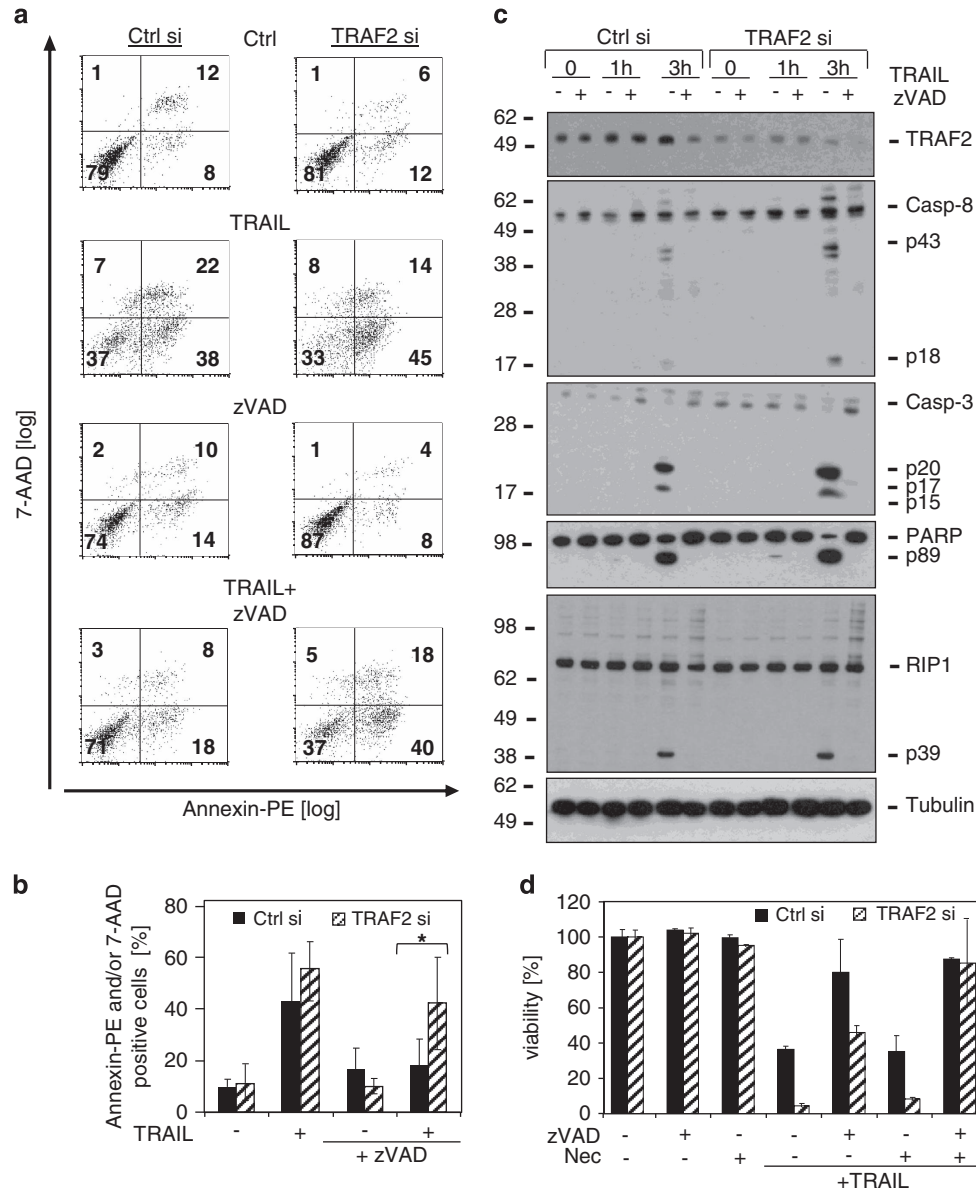 a
Ctrl si Ctrl TRAF2 si
1 12 1 6
79 8 81 12
TRAIL
7 22 8 14
37 38 33 45
zVAD
2 10 1 4
74 14 87 8
TRAIL+
zVAD
3 8 5 18
71 18 37 40
7-AAD [log]
Annexin-PE [log]
b
Annexin-PE and/or 7-AAD
positive cells [%]
80
60
40
20
0
Ctrl si TRAF2 si
*
TRAIL - + - +
+ zVAD
c
Ctrl si TRAF2 si
0 1h 3h 0 1h 3h TRAIL
- + - + - + - + - + - + zVAD
62
49
TRAF2
62
49
38
28
17
Casp-8
p43
p18
28
17
Casp-3
p20
p17
p15
98
PARP
p89
98
62
49
38
RIP1
p39
62
49
Tubulin
d
viability [%]
120
100
80
60
40
20
0
Ctrl si TRAF2 si
zVAD - + - - + - +
Nec - - + - - + +
+TRAIL